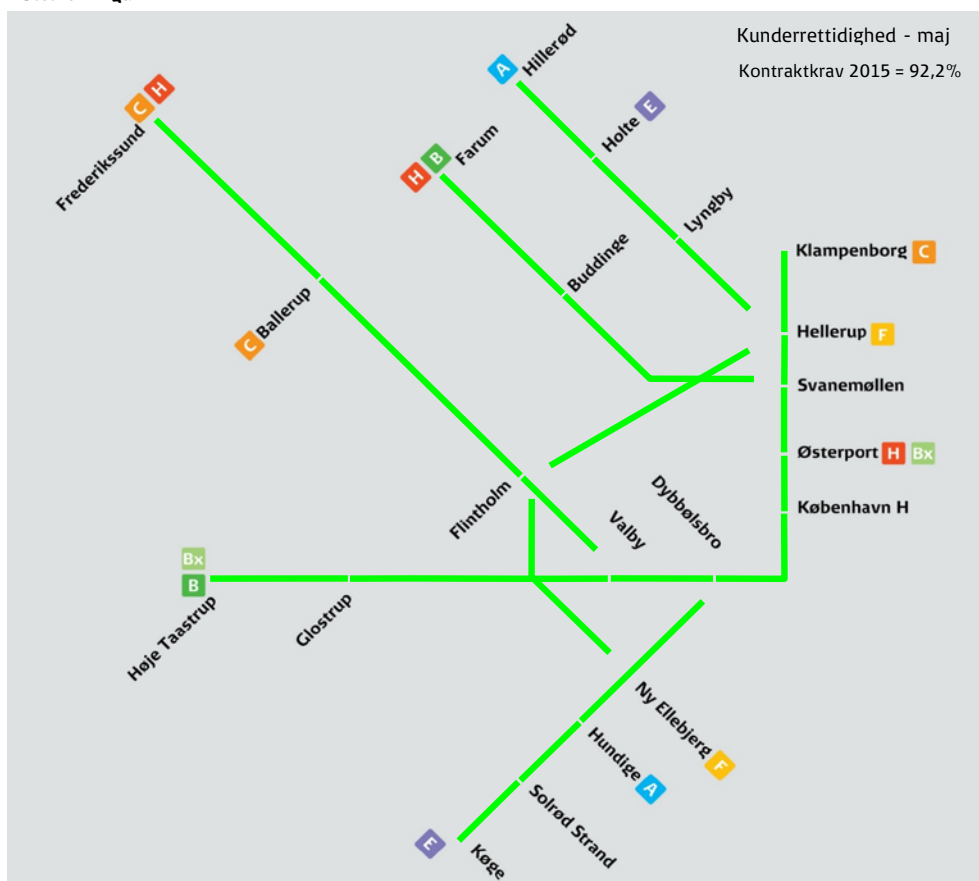 Kunderrettidighed - maj
Kontraktkrav 2015 = 92,2%
A Hillerød
C H
Frederikssund
Holte E
H B Farum
Lyngby
Klampenborg C
Buddinge
C Ballerup
Hellerup F
Svanemøllen
Østerport H Bx
Dybbølsbro
Flintholm
Valby
København H
Bx
B
Høje Taastrup
Glostrup
Ny Ellebjerg F
Hundige A
Solrød Strand
E Køge